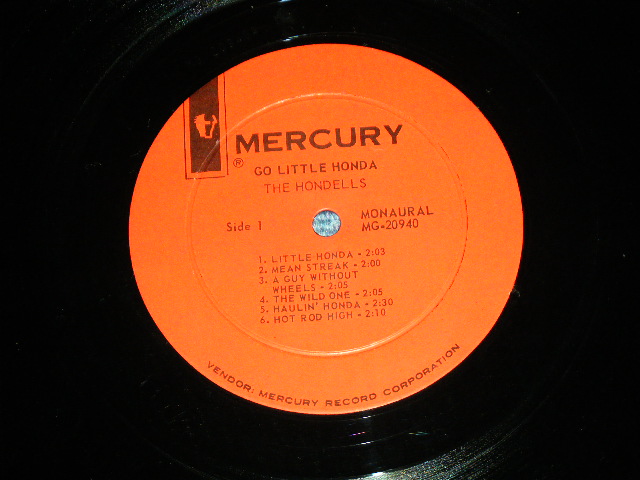 MERCURY
®
GO LITTLE HONDA
THE HONDELLS
Side 1
MONAURAL
MG-20940
1. LITTLE HONDA - 2:03
2. MEAN STREAK - 2:00
3. A GUY WITHOUT
WHEELS - 2:05
4. THE WILD ONE - 2:05
5. HAULIN' HONDA - 2:30
6. HOT ROD HIGH - 2:10
VENDOR: MERCURY RECORD CORPORATION